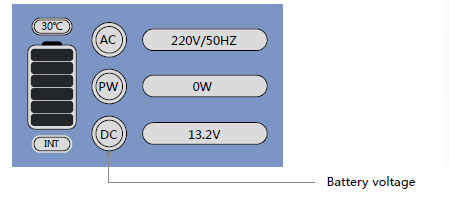 30℃
AC
220V/50HZ
PW
0W
DC
13.2V
INT
Battery voltage